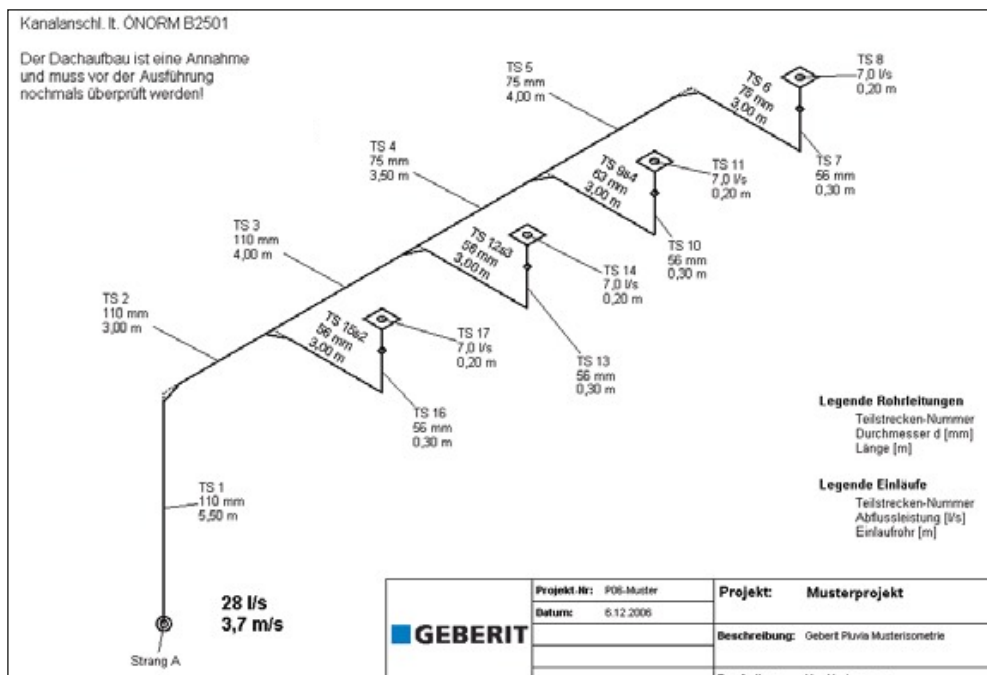 Kanalanschl. lt. ÖNORM B2501
Der Dachaufbau ist eine Annahme
und muss vor der Ausführung
nochmals überprüft werden!
TS 8
7,0 l/s
0,20 m
TS 5
75 mm
4,00 m
TS 6
75 mm
3,00 m
TS 4
75 mm
3,50 m
TS 11
7,0 l/s
0,20 m
TS 7
56 mm
0,30 m
TS 9s4
63 mm
3,00 m
TS 3
110 mm
4,00 m
TS 12s3
56 mm
3,00 m
TS 10
56 mm
0,30 m
TS 14
7,0 l/s
0,20 m
TS 2
110 mm
3,00 m
TS 15s2
56 mm
3,00 m
TS 17
7,0 l/s
0,20 m
TS 13
56 mm
0,30 m
TS 16
56 mm
0,30 m
Legende Rohrleitungen
Teilstrecken-Nummer
Durchmesser d [mm]
Länge [m]
TS 1
110 mm
5,50 m
Legende Einläufe
Teilstrecken-Nummer
Abflussleistung [l/s]
Einlaufrohr [m]
28 l/s
3,7 m/s
Strang A
GEBERIT
Projekt-Nr: P06-Muster
Datum: 6.12.2006
Projekt: Musterprojekt
Beschreibung: Geberit Pluvia Musterisometrie